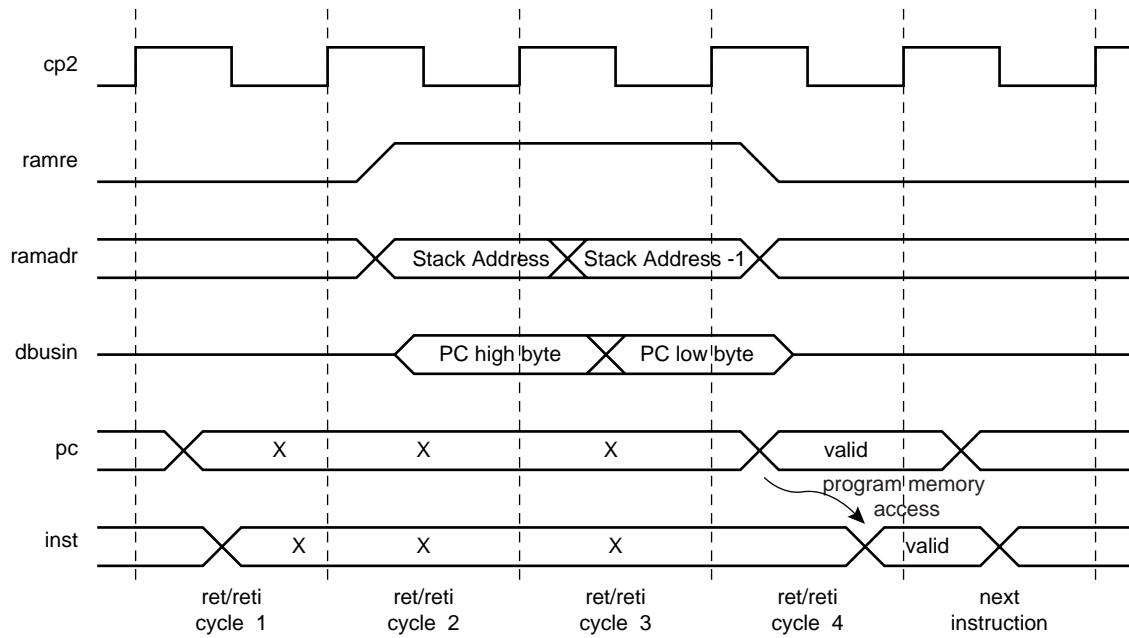 cp2
ramre
ramadr
Stack Address
Stack Address -1
dbusin
PC high byte
PC low byte
pc
X
X
X
valid
program memory
access
inst
X
X
X
valid
ret/reti
cycle 1
ret/reti
cycle 2
ret/reti
cycle 3
ret/reti
cycle 4
next
instruction